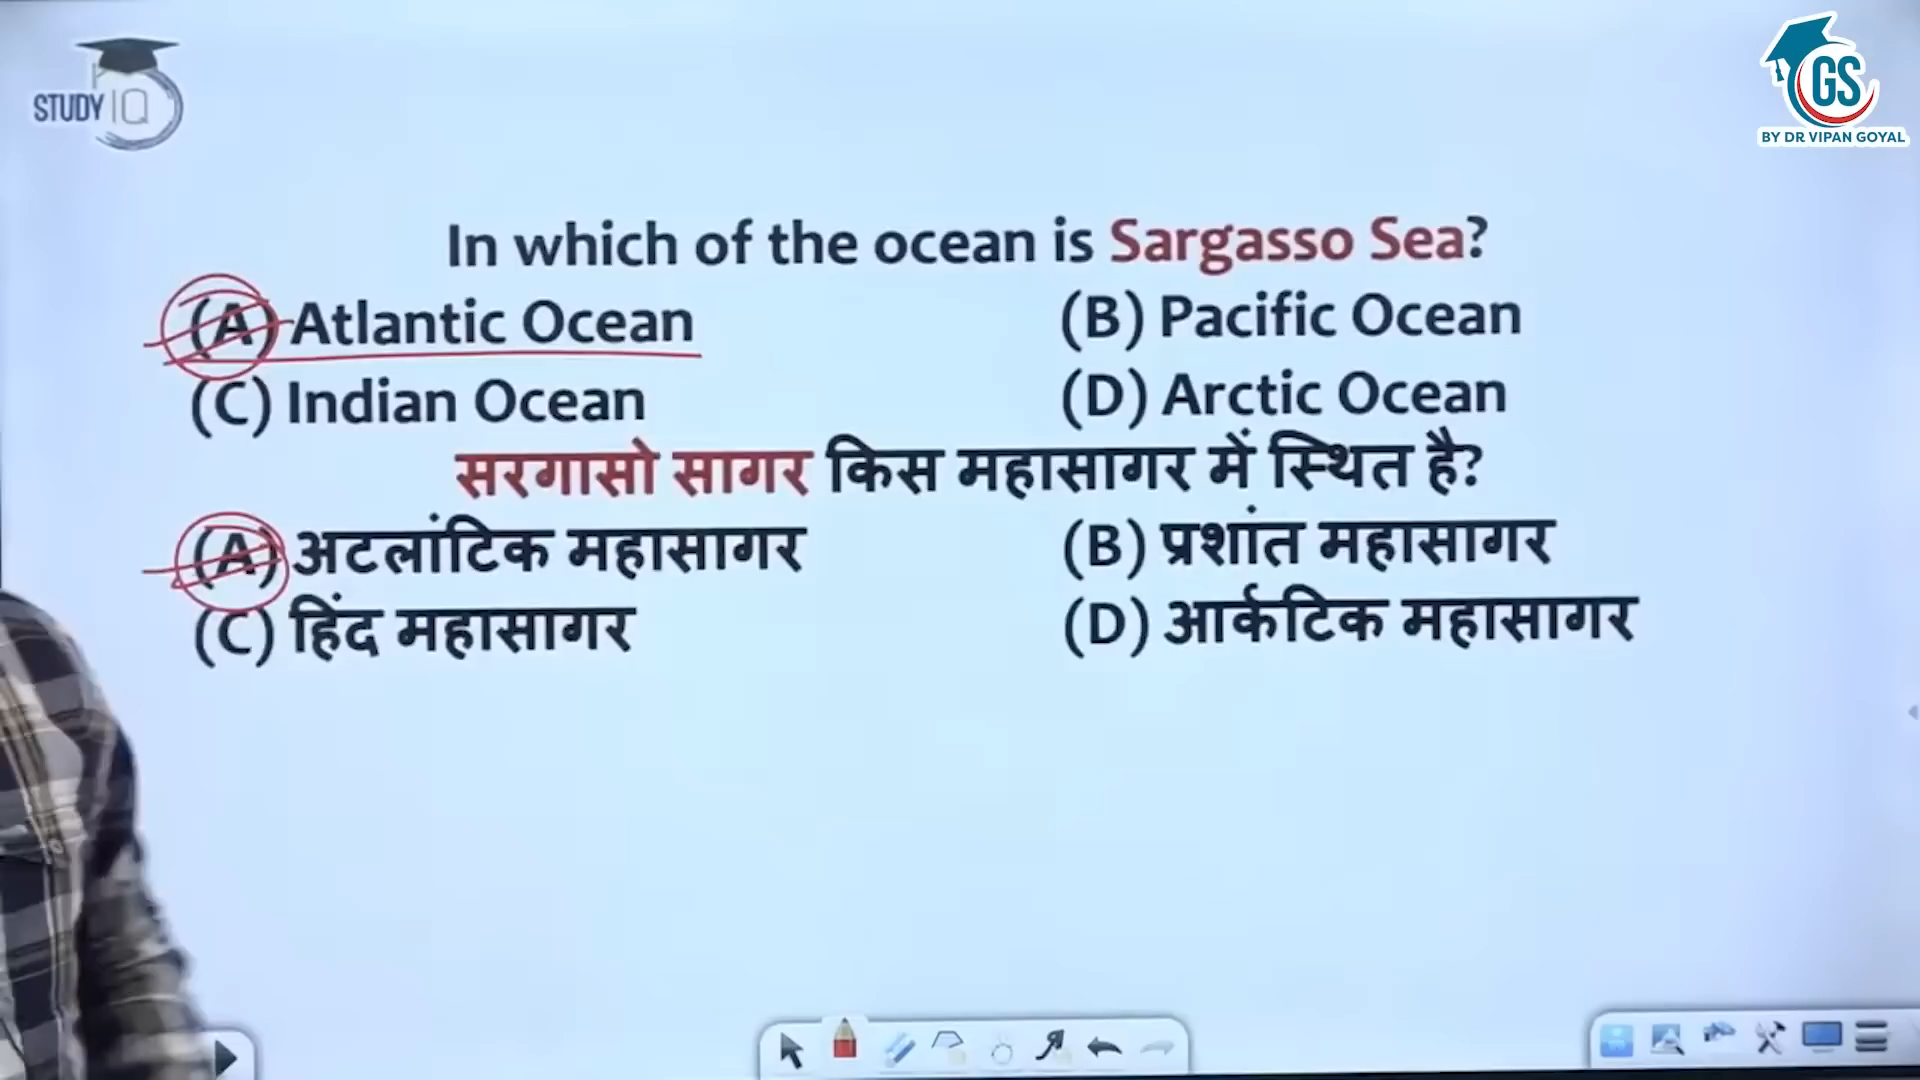 STUDY IQ
GS
BY DR VIPAN GOYAL
In which of the ocean is Sargasso Sea?
(A) Atlantic Ocean
(B) Pacific Ocean
(C) Indian Ocean
(D) Arctic Ocean
सरगासो सागर किस महासागर में स्थित है?
(A) अटलांटिक महासागर
(B) प्रशांत महासागर
(C) हिंद महासागर
(D) आर्कटिक महासागर